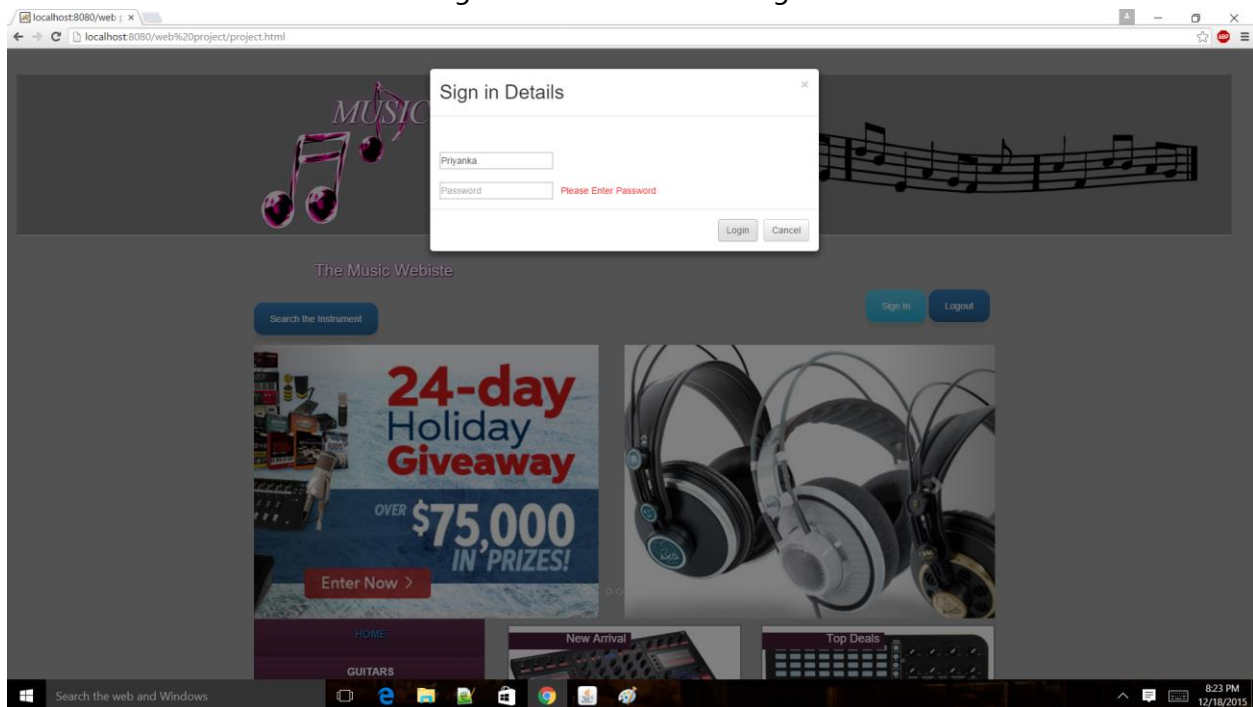 localhost:8080/web p
localhost:8080/web%20project/project.html
ABP
MUSIC
Sign in Details
×
Priyanka
Password Please Enter Password
Login Cancel
The Music Webiste
Sign In Logout
Search the Instrument
24-day
Holiday
Giveaway
OVER $75,000
IN PRIZES!
Enter Now >
HOME
GUITARS
New Arrival
Top Deals
Search the web and Windows
8:23 PM
12/18/2015